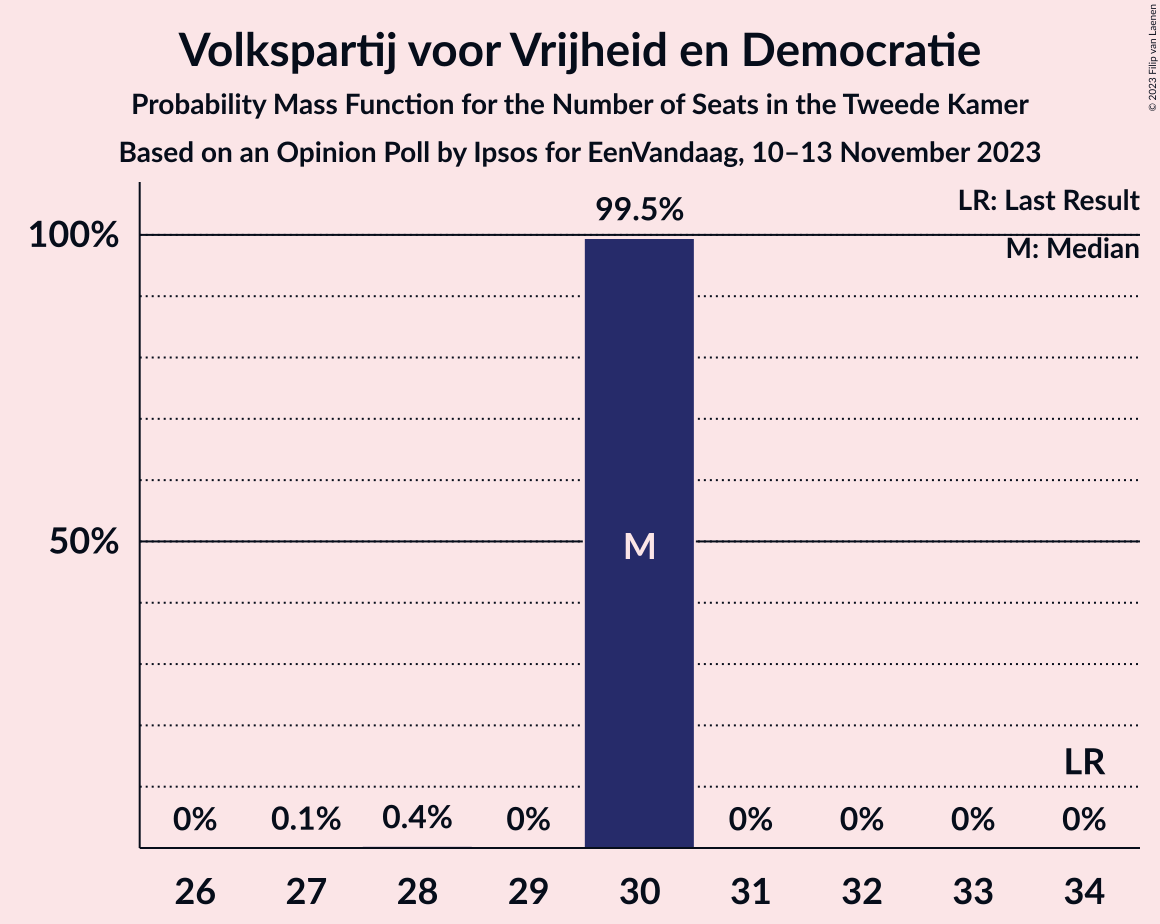 Volkspartij voor Vrijheid en Democratie
Probability Mass Function for the Number of Seats in the Tweede Kamer
Based on an Opinion Poll by Ipsos for EenVandaag, 10–13 November 2023
© 2023 Filip van Laenen
LR: Last Result
M: Median
99.5%
100%
50%
M
LR
0% 0.1% 0.4% 0% 0% 0% 0% 0%
26 27 28 29 30 31 32 33 34